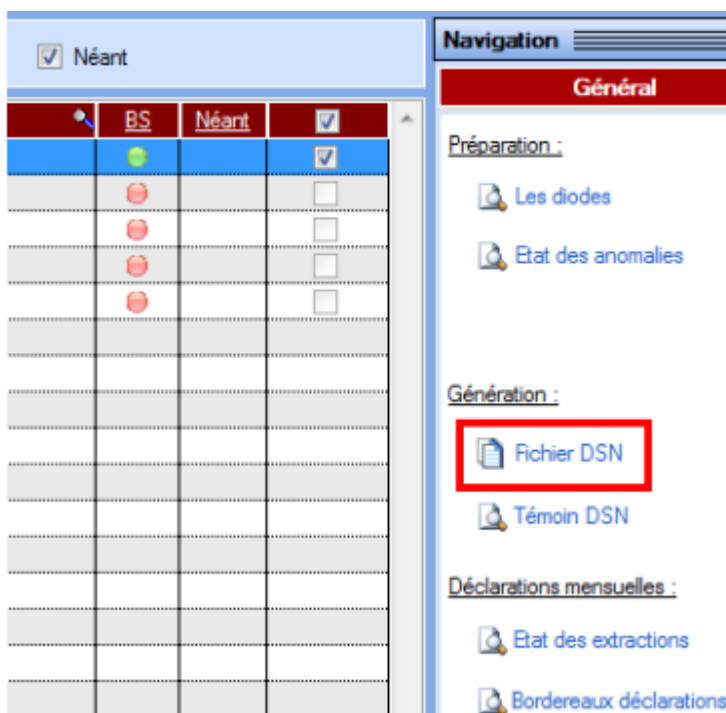 Néant
BS Néant
Navigation
Général
Préparation :
Les diodes
Etat des anomalies
Génération :
Fichier DSN
Témoin DSN
Déclarations mensuelles :
Etat des extractions
Bordereaux déclarations